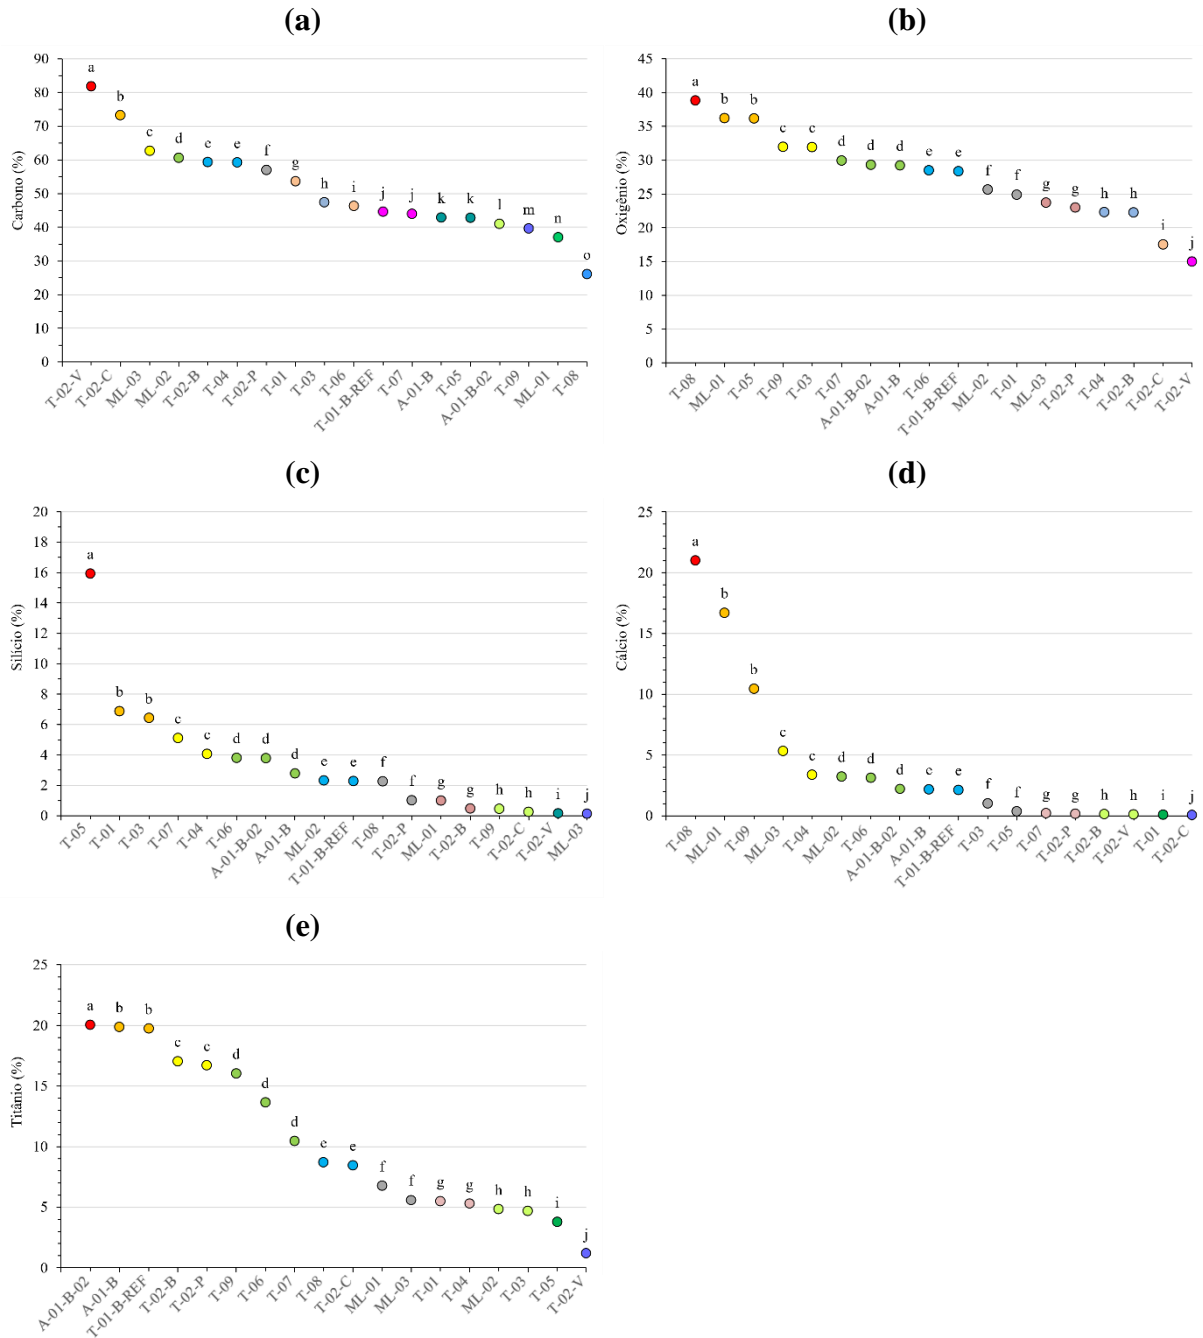 (a)
Carbono (%)
90
80
70
60
50
40
30
20
10
0
a b c d e e f g h i j j k k l m n o
T-02-V T-02-C ML-03 ML-02 T-02-B T-04 T-02-P T-01 T-03 T-06 T-01-B-REF T-07 A-01-B T-05 A-01-B-02 T-09 ML-01 T-08
(b)
Oxigênio (%)
45
40
35
30
25
20
15
10
5
0
a b b c c d d d e e f f g g h h i j
T-08 ML-01 T-05 T-09 T-03 T-07 A-01-B-02 A-01-B T-06 T-01-B-REF ML-02 T-01 ML-03 T-02-P T-04 T-02-B T-02-C T-02-V
(c)
Silício (%)
20
18
16
14
12
10
8
6
4
2
0
a b b c c d d d e e f f g g h h i j
T-05 T-01 T-03 T-07 T-04 T-06 A-01-B-02 A-01-B ML-02 T-01-B-REF T-08 T-02-P ML-01 T-02-B T-09 T-02-C T-02-V ML-03
(d)
Cálcio (%)
25
20
15
10
5
0
a b b c c d d d c e f f g g h h i j
T-08 ML-01 T-09 ML-03 T-04 ML-02 T-06 A-01-B-02 A-01-B T-01-B-REF T-03 T-05 T-07 T-02-P T-02-B T-02-V T-01 T-02-C
(e)
Titânio (%)
25
20
15
10
5
0
a b b c c d d d e e f f g g h h i j
A-01-B-02 A-01-B T-01-B-REF T-02-B T-02-P T-09 T-06 T-07 T-08 T-02-C ML-01 ML-03 T-01 T-04 ML-02 T-03 T-05 T-02-V